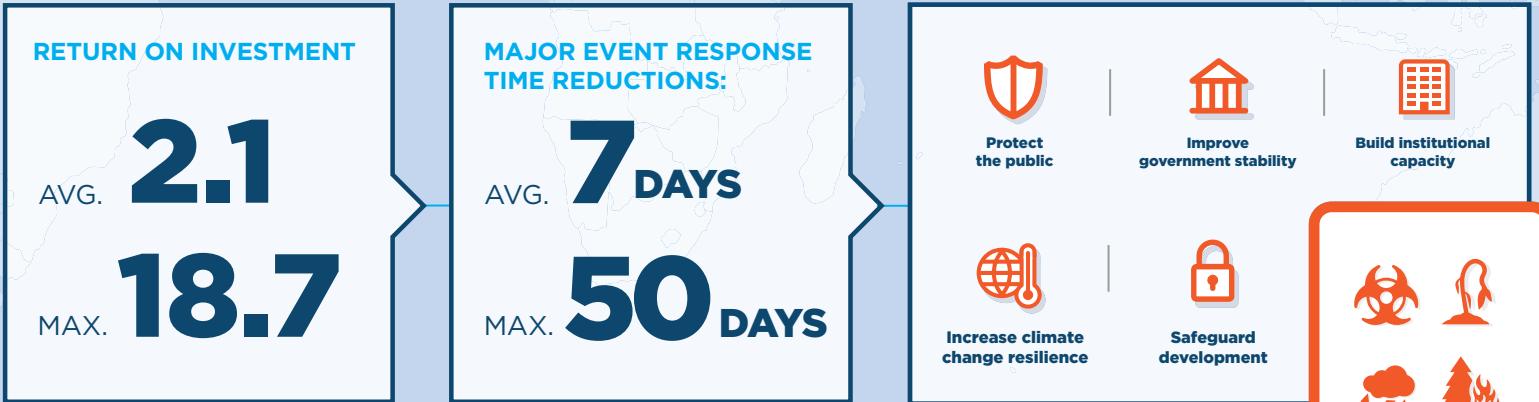 RETURN ON INVESTMENT
AVG. 2.1
MAX. 18.7
MAJOR EVENT RESPONSE
TIME REDUCTIONS:
AVG. 7 DAYS
MAX. 50 DAYS
Protect
the public
Improve
government stability
Build institutional
capacity
Increase climate
change resilience
Safeguard
development